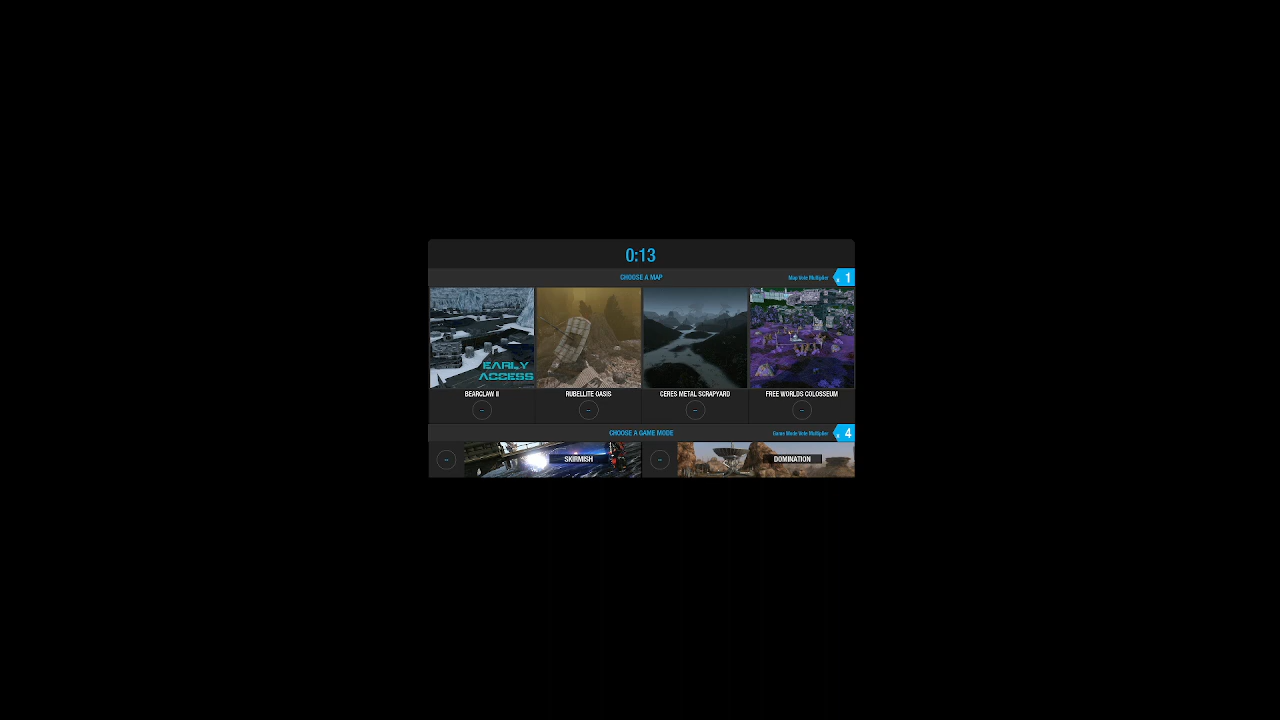 0:13
CHOOSE A MAP
Map Vote Multiplier x 1
EARLY
ACCESS
BEARCLAW II
RUBELLITE OASIS
CERES METAL SCRAPYARD
FREE WORLDS COLOSSEUM
--
--
--
--
CHOOSE A GAME MODE
Game Mode Vote Multiplier x 4
--
SKIRMISH
--
DOMINATION